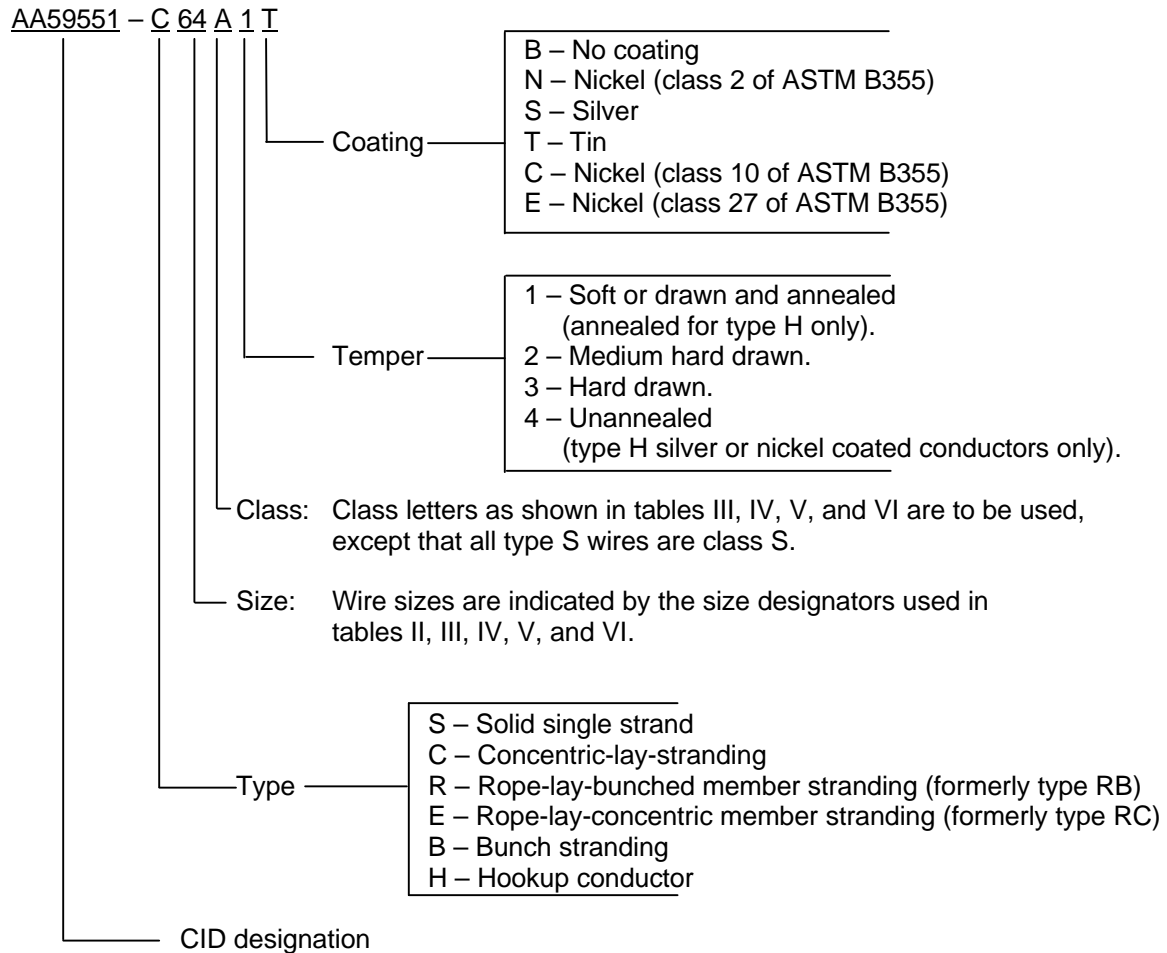 AA59551 – C 64 A 1 T
B – No coating
N – Nickel (class 2 of ASTM B355)
S – Silver
T – Tin
C – Nickel (class 10 of ASTM B355)
E – Nickel (class 27 of ASTM B355)
Coating
1 – Soft or drawn and annealed
(annealed for type H only).
2 – Medium hard drawn.
3 – Hard drawn.
4 – Unannealed
(type H silver or nickel coated conductors only).
Temper
Class: Class letters as shown in tables III, IV, V, and VI are to be used,
except that all type S wires are class S.
Size: Wire sizes are indicated by the size designators used in
tables II, III, IV, V, and VI.
S – Solid single strand
C – Concentric-lay-stranding
R – Rope-lay-bunched member stranding (formerly type RB)
E – Rope-lay-concentric member stranding (formerly type RC)
B – Bunch stranding
H – Hookup conductor
Type
CID designation